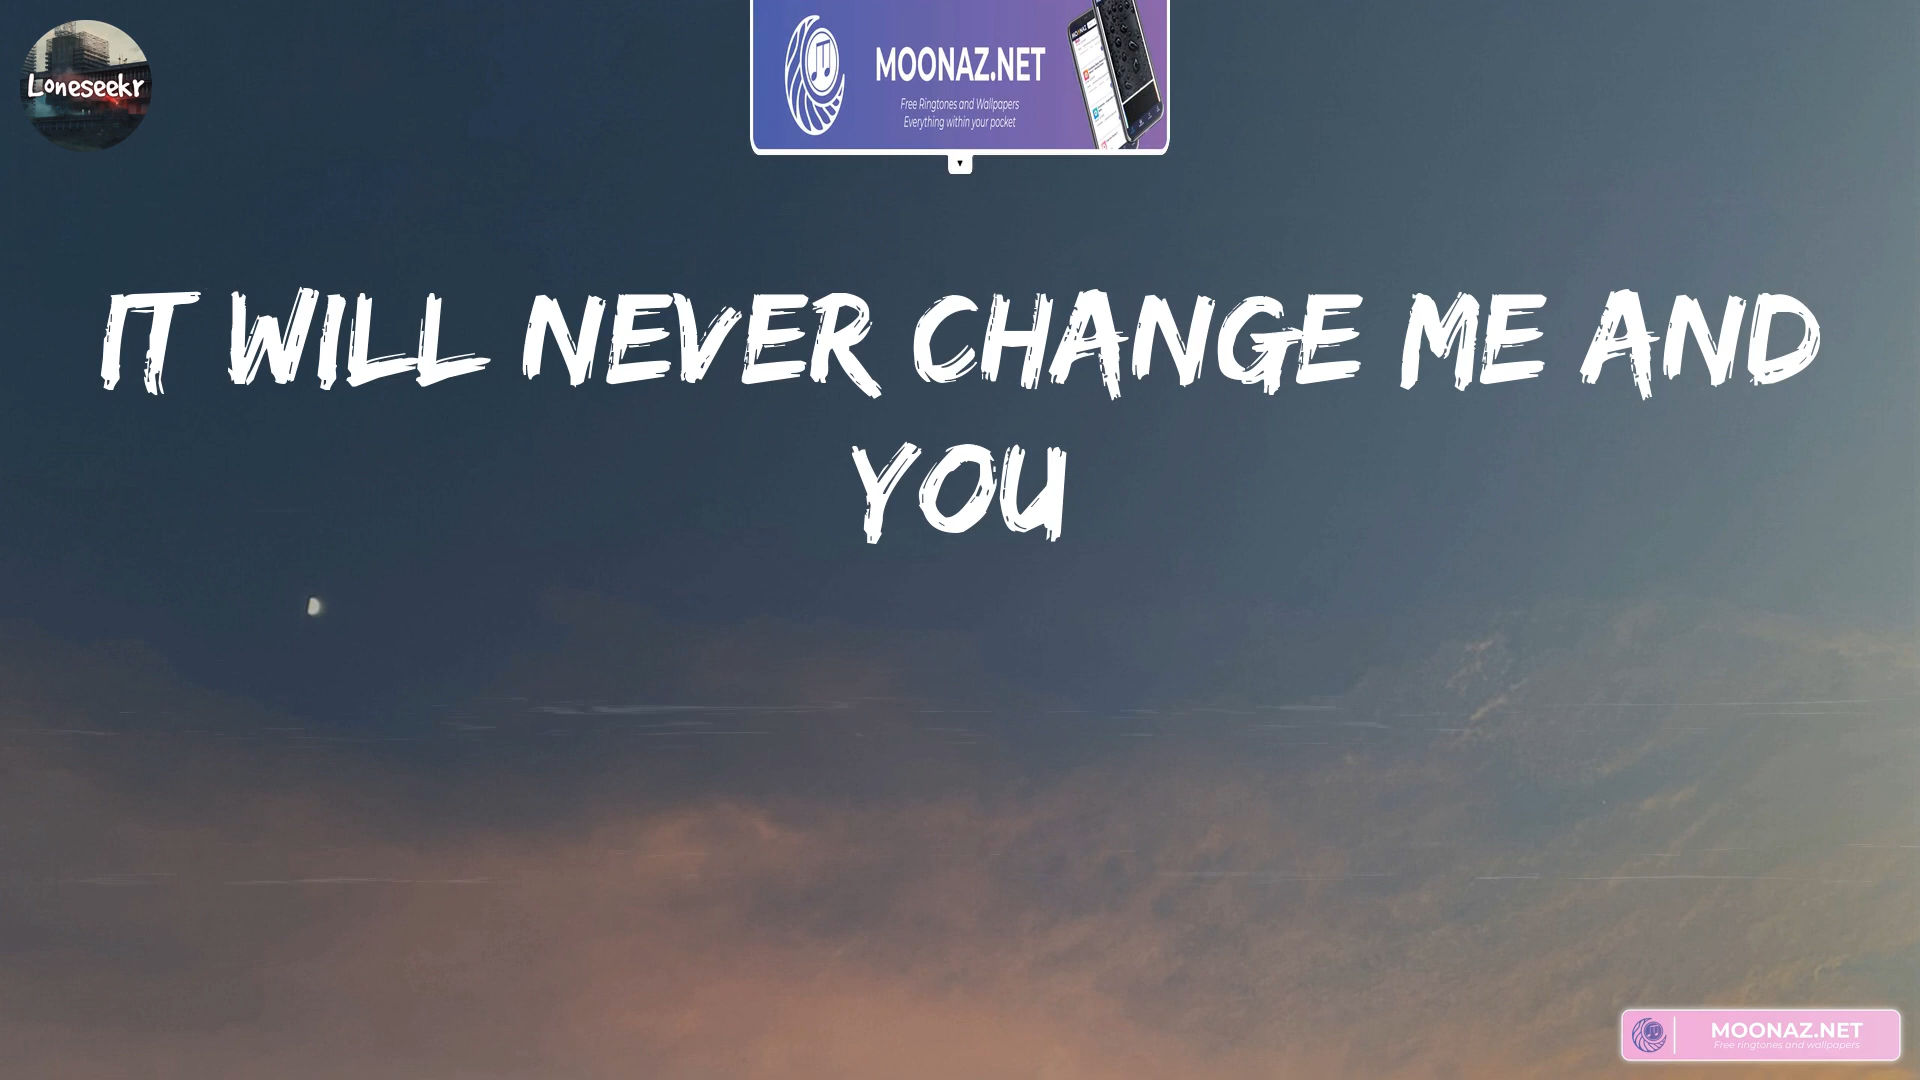 Loneseekr
MOONAZ.NET
Free Ringtones and Wallpapers
Everything within your pocket
IT WILL NEVER CHANGE ME AND
YOU
MOONAZ.NET
Free ringtones and wallpapers